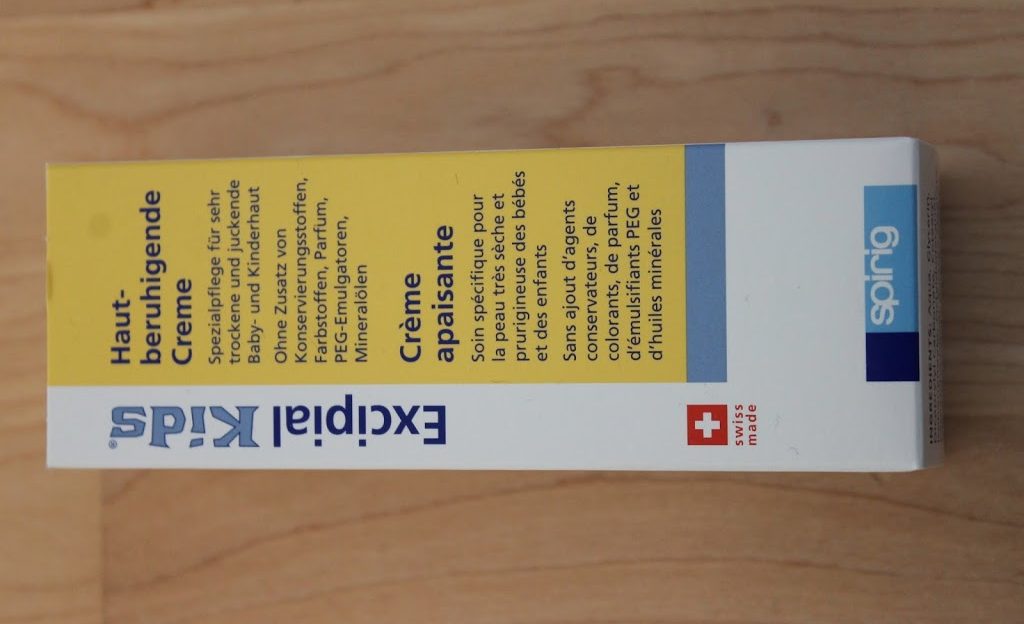 Excipial Kids®
Haut-
beruhigende
Creme
Spezialpflege für sehr
trockene und juckende
Baby- und Kinderhaut
Ohne Zusatz von
Konservierungsstoffen,
Farbstoffen, Parfum,
PEG-Emulgatoren,
Mineralölen
Crème
apaisante
Soin spécifique pour
la peau très sèche et
prurigineuse des bébés
et des enfants
Sans ajout d'agents
conservateurs, de
colorants, de parfum,
d'émulsifiants PEG et
d'huiles minérales
swiss
made
spirig
INGREDIENTS: